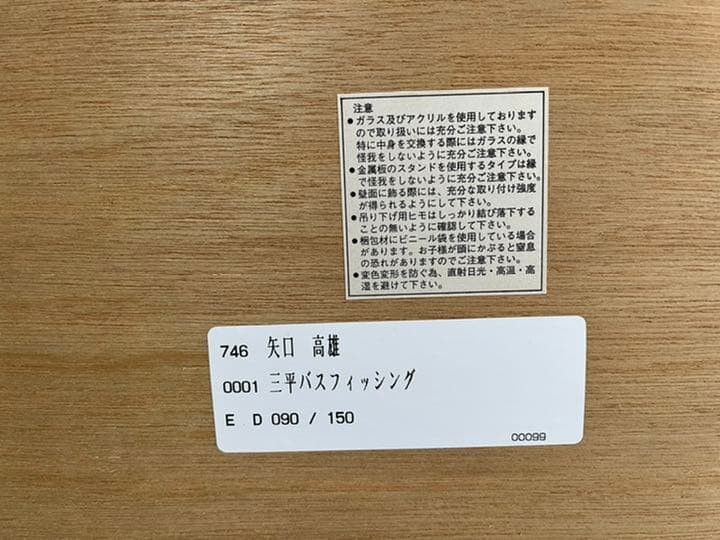 注意
●ガラス及びアクリルを使用しております
ので取り扱いには充分ご注意下さい。
特に中身を交換する際にはガラスの縁で
怪我をしないように充分ご注意下さい。
●金属板のスタンドを使用するタイプは縁
で怪我をしないように充分ご注意下さい。
●壁面に飾る際には、充分な取り付け強度
が得られるようにして下さい。
●吊り下げ用ヒモはしっかり結び落下する
ことの無いように確認して下さい。
●梱包材にビニール袋を使用している場合
があります。お子様が頭にかぶると窒息
の恐れがありますのでご注意下さい。
●変色変形を防ぐ為、直射日光・高温・高
湿を避けて下さい。
746 矢口 高雄
0001 三平バスフィッシング
E D 090 / 150
00099